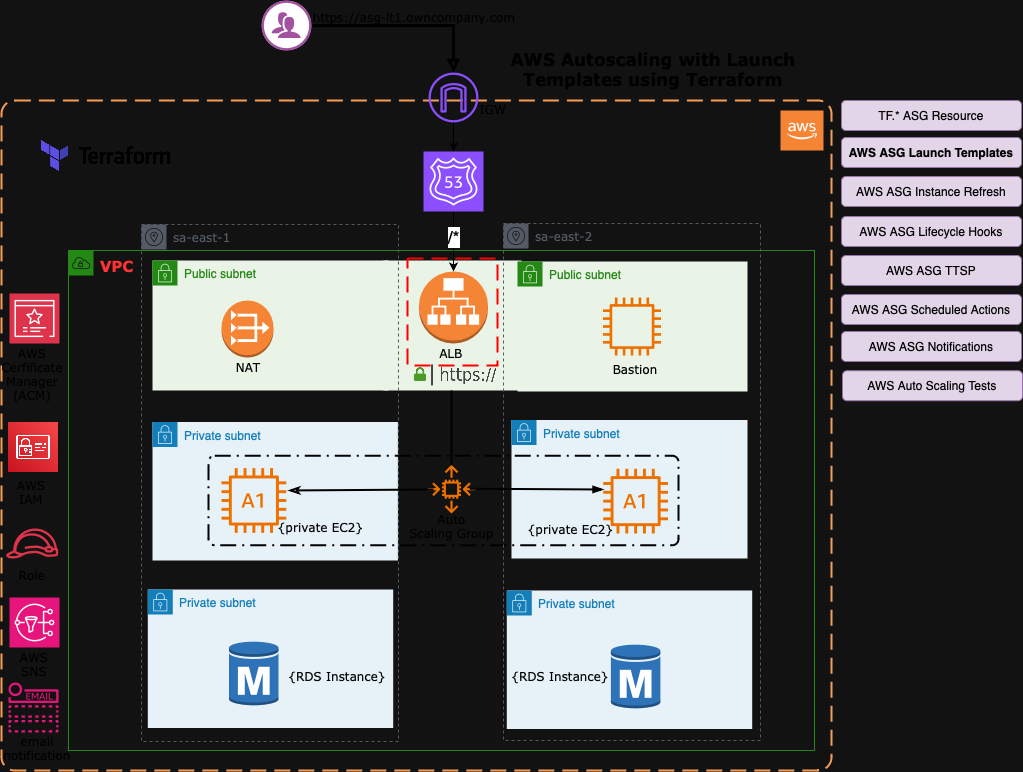 https://asg-lt1.owncompany.com
AWS Autoscaling with Launch
Templates using Terraform
IGW
aws
Terraform
53
/*
TF.* ASG Resource
AWS ASG Launch Templates
AWS ASG Instance Refresh
AWS ASG Lifecycle Hooks
AWS ASG TTSP
AWS ASG Scheduled Actions
AWS ASG Notifications
AWS Auto Scaling Tests
sa-east-1
sa-east-2
VPC
Public subnet
NAT
ALB
| https://
Public subnet
Bastion
AWS
Cerfificate
Manager
(ACM)
AWS
IAM
Role
AWS
SNS
EMAIL
email
notification
Private subnet
A1
{private EC2}
Auto
Scaling Group
Private subnet
A1
{private EC2}
Private subnet
M
{RDS Instance}
Private subnet
{RDS Instance}
M